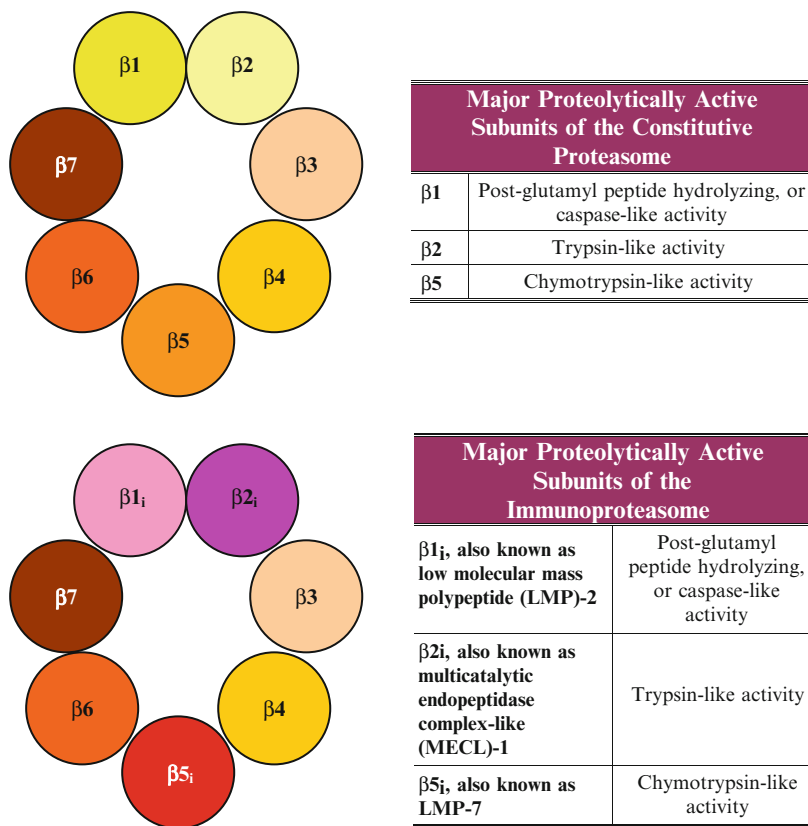 β1
β2
β7
β3
β6
β4
β5
Major Proteolytically Active
Subunits of the Constitutive
Proteasome
β1
Post-glutamyl peptide hydrolyzing, or
caspase-like activity
β2
Trypsin-like activity
β5
Chymotrypsin-like activity
β1i
β2i
β7
β3
β6
β4
β5i
Major Proteolytically Active
Subunits of the
Immunoproteasome
β1i, also known as
low molecular mass
polypeptide (LMP)-2
Post-glutamyl
peptide hydrolyzing,
or caspase-like
activity
β2i, also known as
multicatalytic
endopeptidase
complex-like
(MECL)-1
Trypsin-like activity
β5i, also known as
LMP-7
Chymotrypsin-like
activity